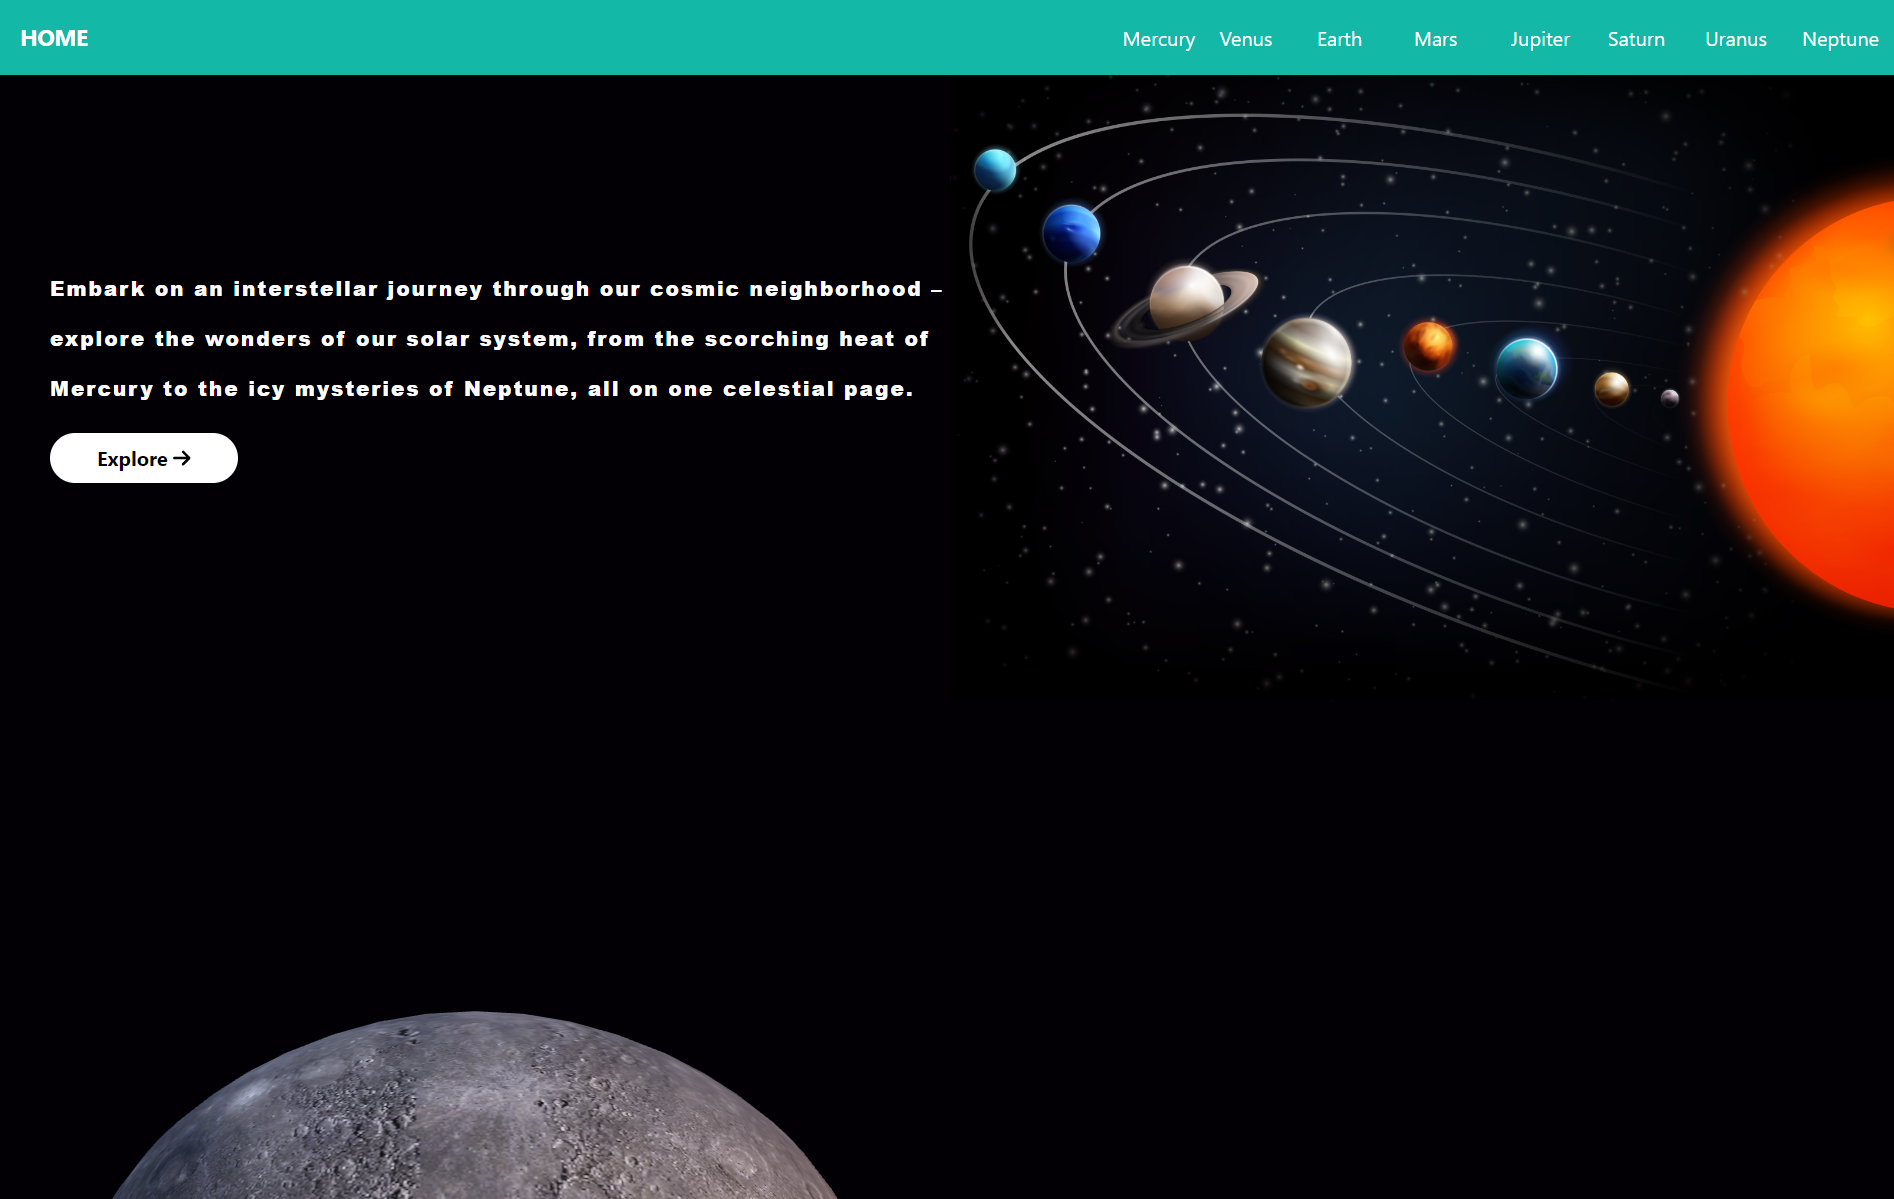 HOME
Mercury Venus Earth Mars Jupiter Saturn Uranus Neptune
Embark on an interstellar journey through our cosmic neighborhood –
explore the wonders of our solar system, from the scorching heat of
Mercury to the icy mysteries of Neptune, all on one celestial page.
Explore →